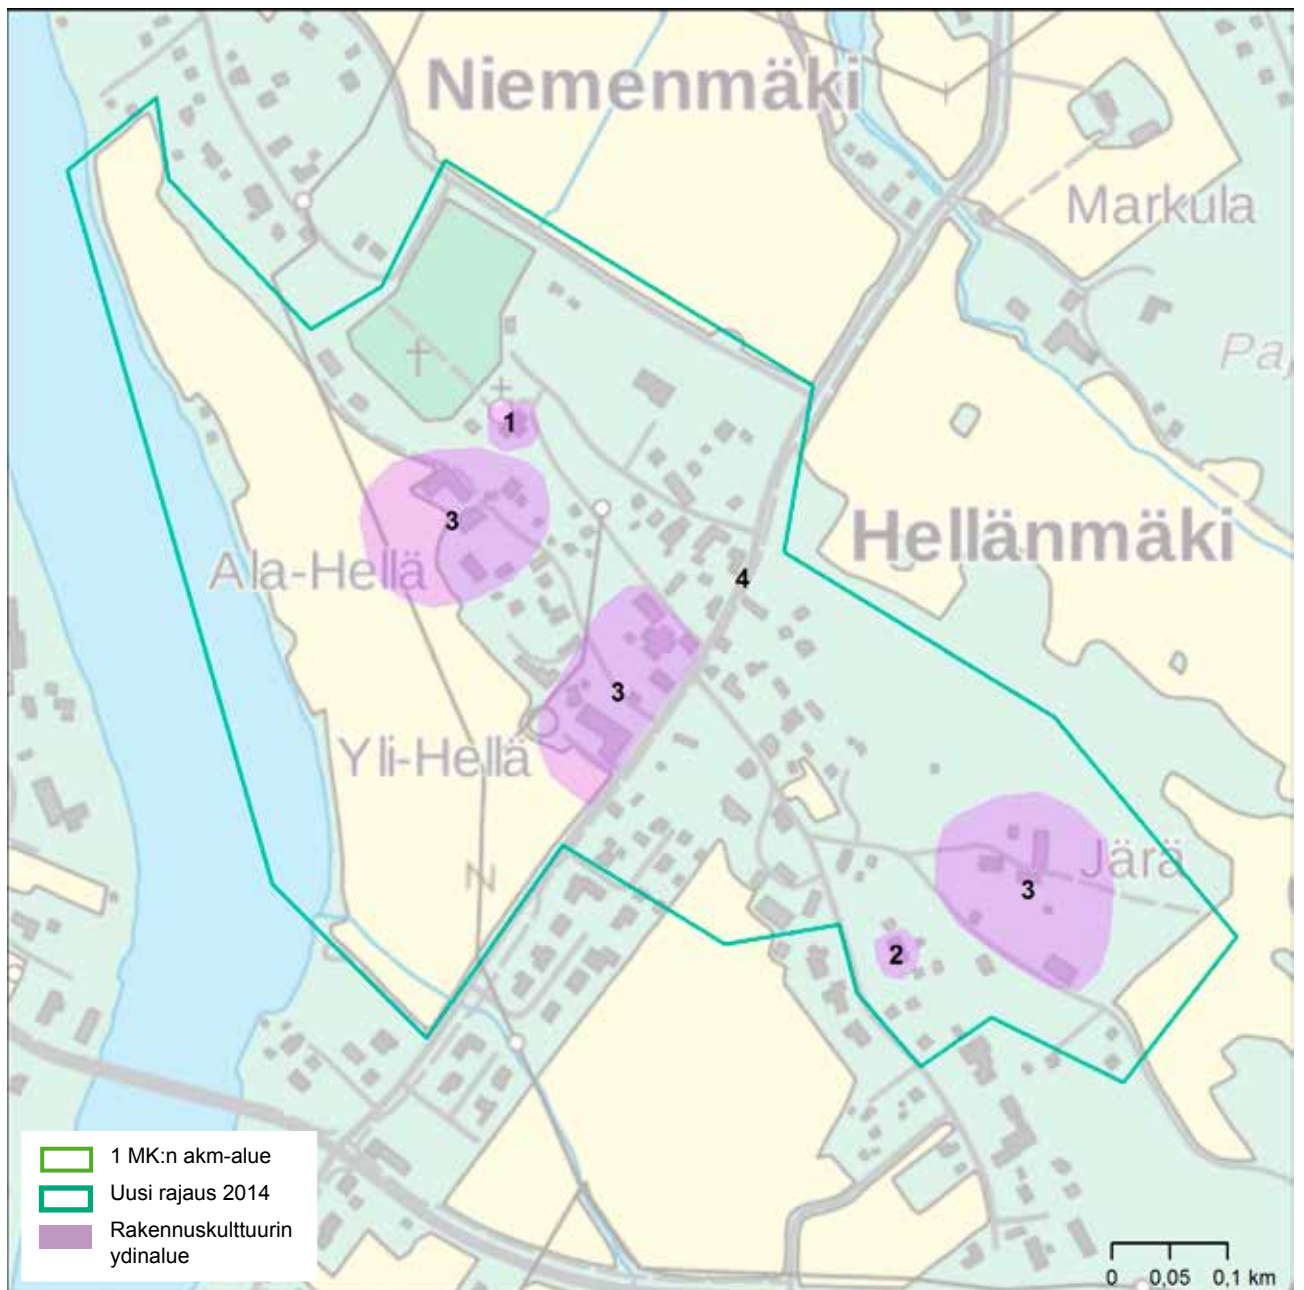 Niemenmäki
Markula
Pa
1
3
Hellänmäki
Ala-Hellä
4
3
Yli-Hellä
Järä
3
2
1 MK:n akm-alue
Uusi rajaus 2014
Rakennuskulttuurin
ydinalue
0 0,05 0,1 km